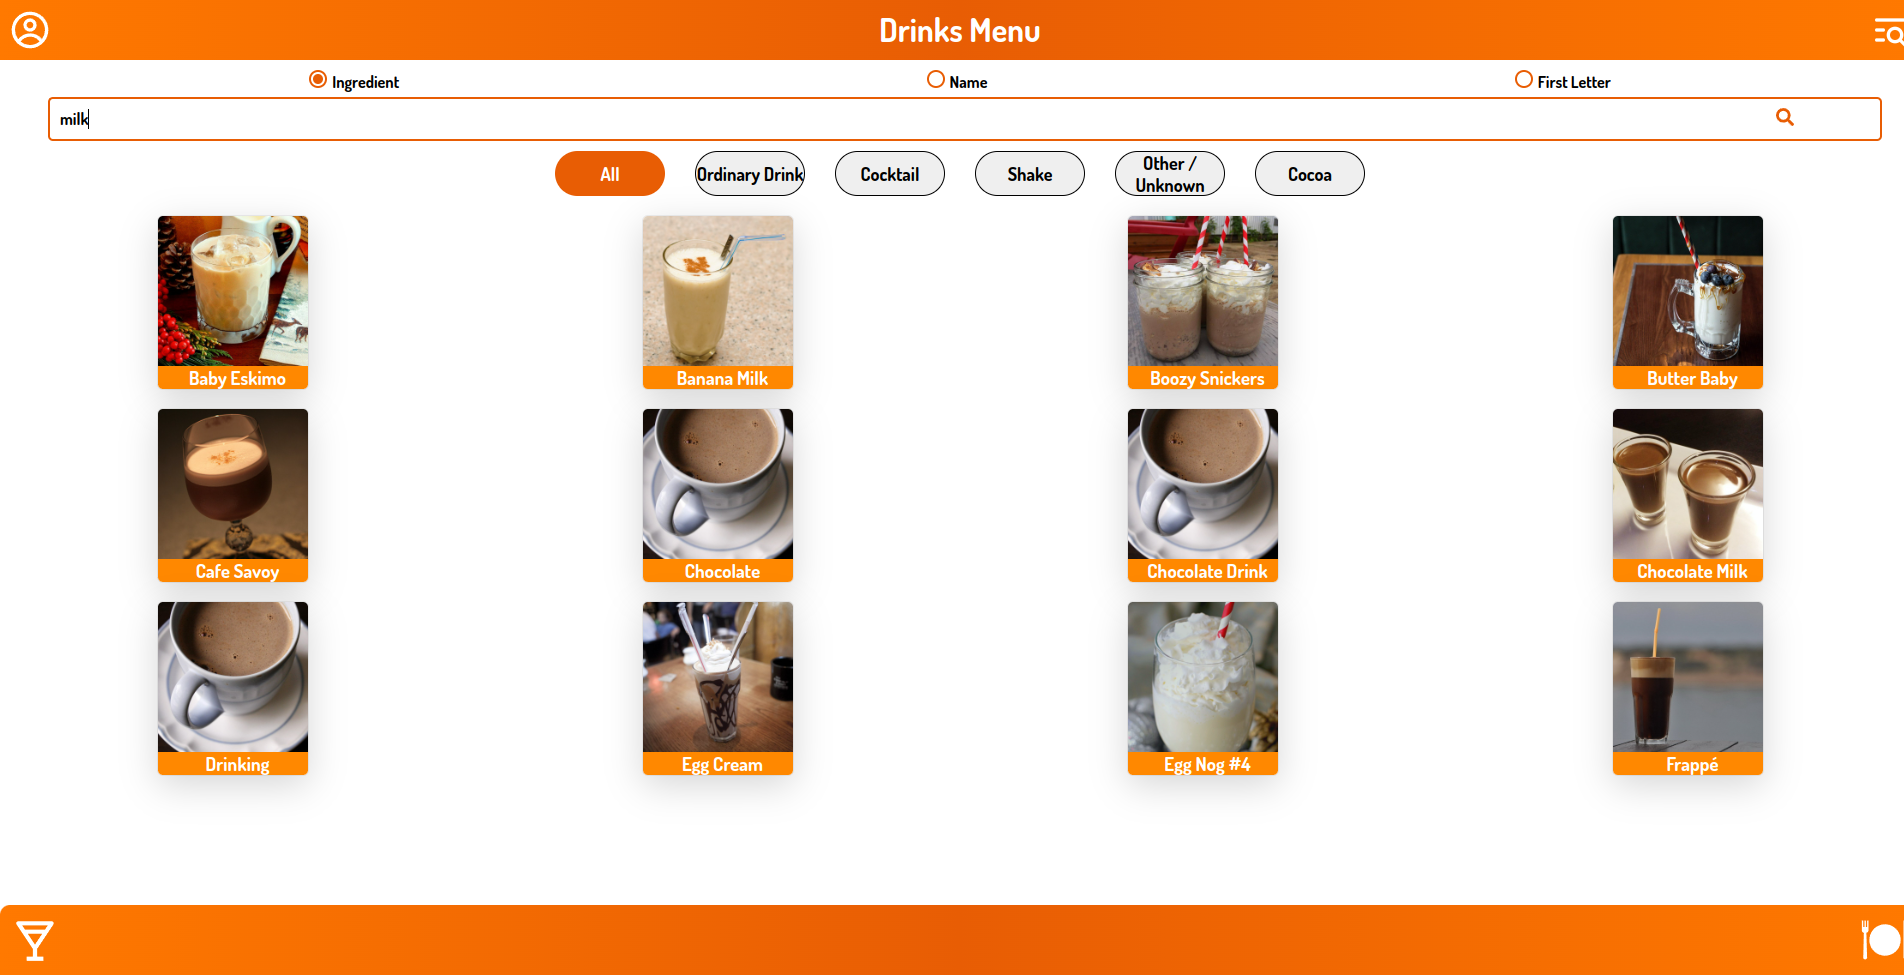 Drinks Menu
Ingredient
Name
First Letter
milk
All
Ordinary Drink
Cocktail
Shake
Other /
Unknown
Cocoa
Baby Eskimo
Banana Milk
Boozy Snickers
Butter Baby
Cafe Savoy
Chocolate
Chocolate Drink
Chocolate Milk
Drinking
Egg Cream
Egg Nog #4
Frappé